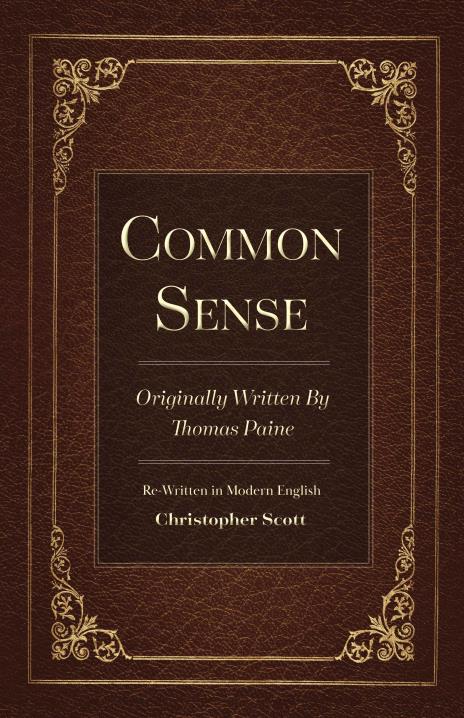 Common
Sense
Originally Written By
Thomas Paine
Re-Written in Modern English
Christopher Scott